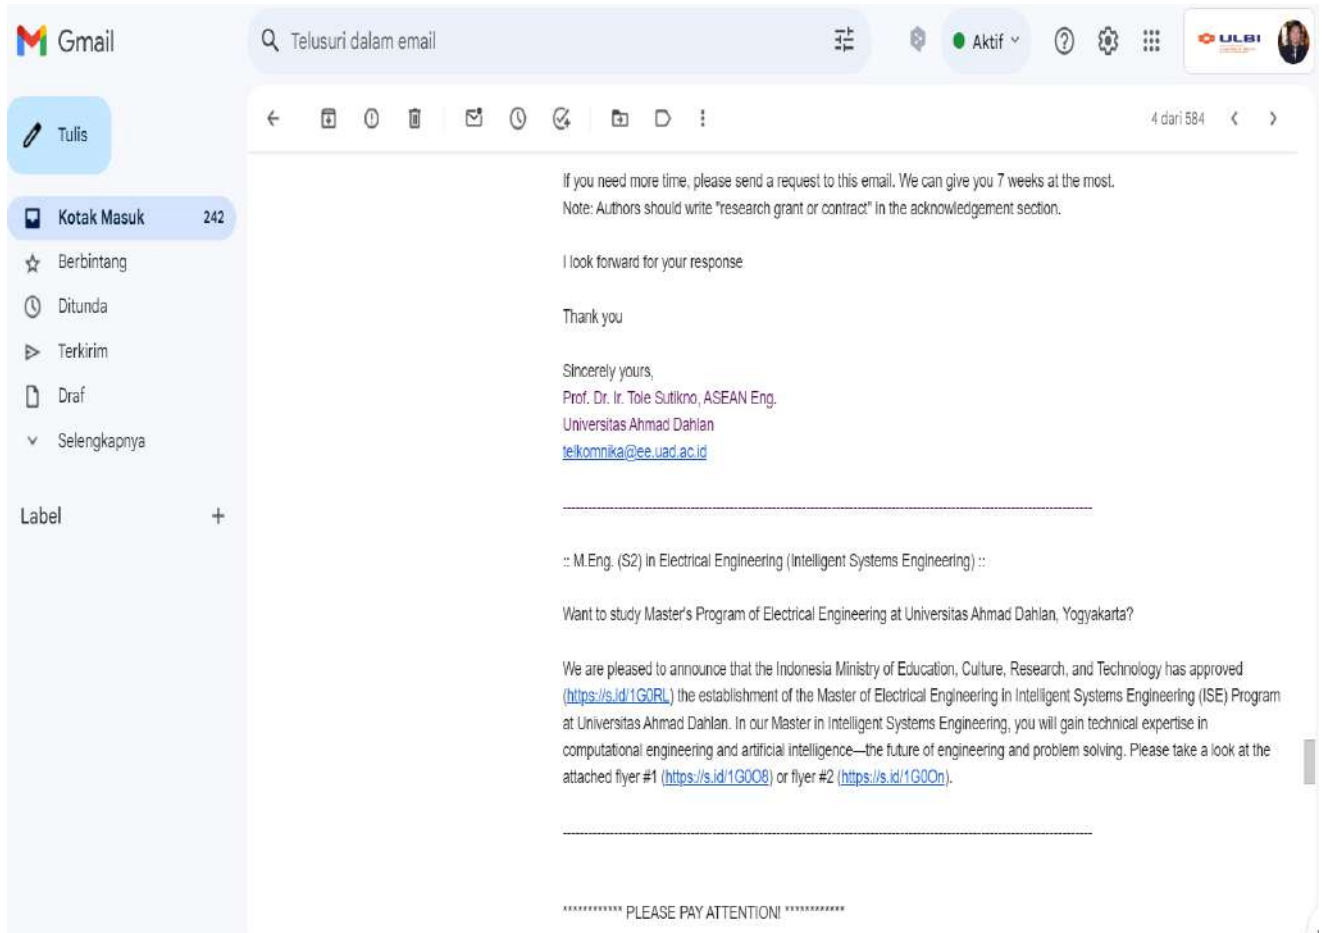 Gmail
Telusuri dalam email
Aktif
ULBI
Tulis
4 dari 584
Kotak Masuk 242
Berbintang
Ditunda
Terkirim
Draf
Selengkapnya
Label +
If you need more time, please send a request to this email. We can give you 7 weeks at the most.
Note: Authors should write "research grant or contract" in the acknowledgement section.
I look forward for your response
Thank you
Sincerely yours,
Prof. Dr. Ir. Tole Sutikno, ASEAN Eng.
Universitas Ahmad Dahlan
telkomnika@ee.uad.ac.id
:: M.Eng. (S2) in Electrical Engineering (Intelligent Systems Engineering) ::
Want to study Master's Program of Electrical Engineering at Universitas Ahmad Dahlan, Yogyakarta?
We are pleased to announce that the Indonesia Ministry of Education, Culture, Research, and Technology has approved
(https://s.id/1G0RL) the establishment of the Master of Electrical Engineering in Intelligent Systems Engineering (ISE) Program
at Universitas Ahmad Dahlan. In our Master in Intelligent Systems Engineering, you will gain technical expertise in
computational engineering and artificial intelligence—the future of engineering and problem solving. Please take a look at the
attached flyer #1 (https://s.id/1G0O8) or flyer #2 (https://s.id/1G0On).
************ PLEASE PAY ATTENTION! ************